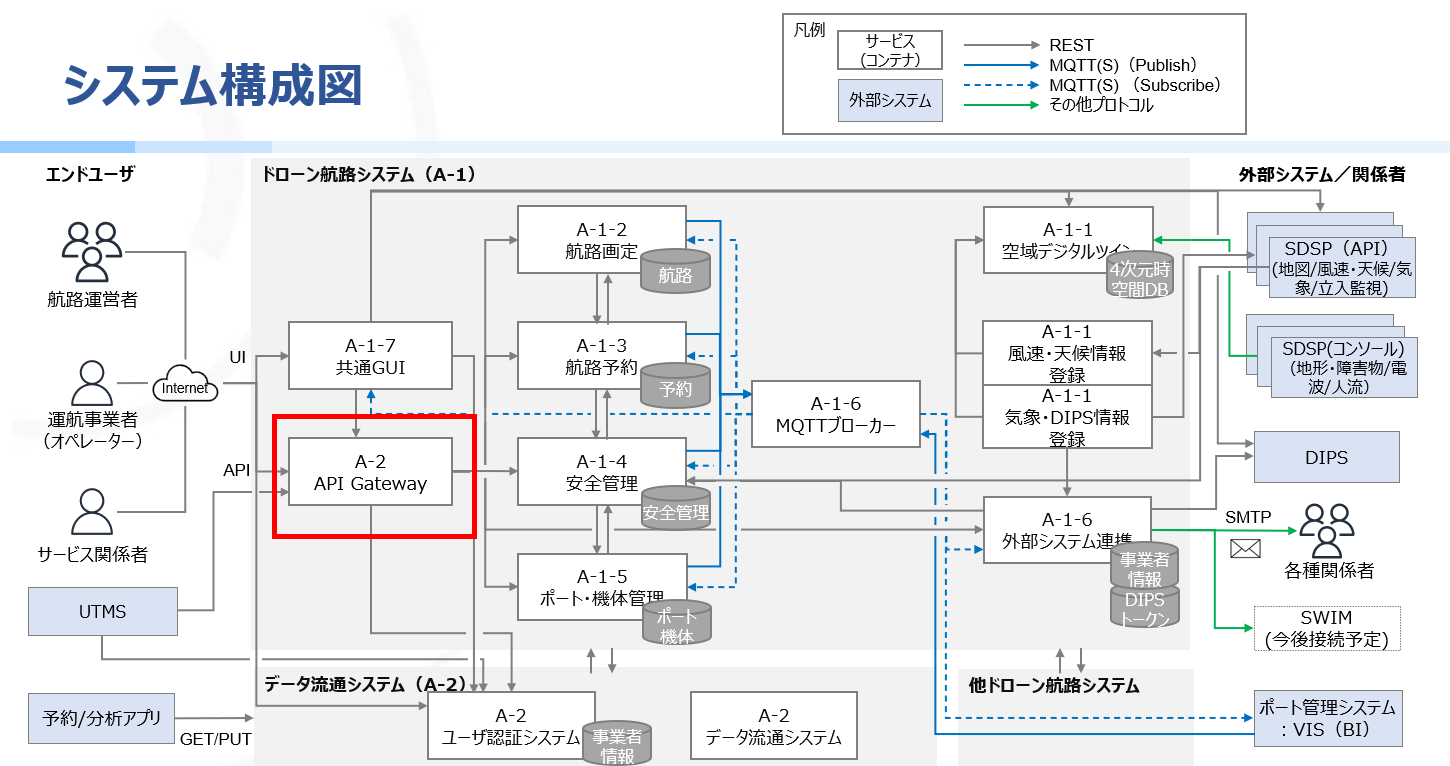 システム構成図
凡例
サービス
(コンテナ)
外部システム
REST
MQTT(S)（Publish）
MQTT(S) （Subscribe）
その他プロトコル
エンドユーザ
航路運営者
運航事業者
（オペレーター）
サービス関係者
UTMS
予約/分析アプリ
Internet
UI
API
GET/PUT
ドローン航路システム（A-1）
A-1-7
共通GUI
A-2
API Gateway
A-1-2
航路画定
航路
A-1-3
航路予約
予約
A-1-4
安全管理
安全管理
A-1-5
ポート・機体管理
ポート
機体
A-1-6
MQTTブローカー
A-1-1
空域デジタルツイン
4次元時
空間DB
A-1-1
風速・天候情報
登録
A-1-1
気象・DIPS情報
登録
A-1-6
外部システム連携
事業者
情報
DIPS
トークン
データ流通システム（A-2）
A-2
ユーザ認証システム
事業者
情報
A-2
データ流通システム
他ドローン航路システム
外部システム／関係者
SDSP（API）
(地図/風速・天候/気
象/立入監視)
SDSP(コンソール)
(地形・障害物/電
波/人流)
DIPS
SMTP
各種関係者
SWIM
(今後接続予定)
ポート管理システム
：VIS（BI）